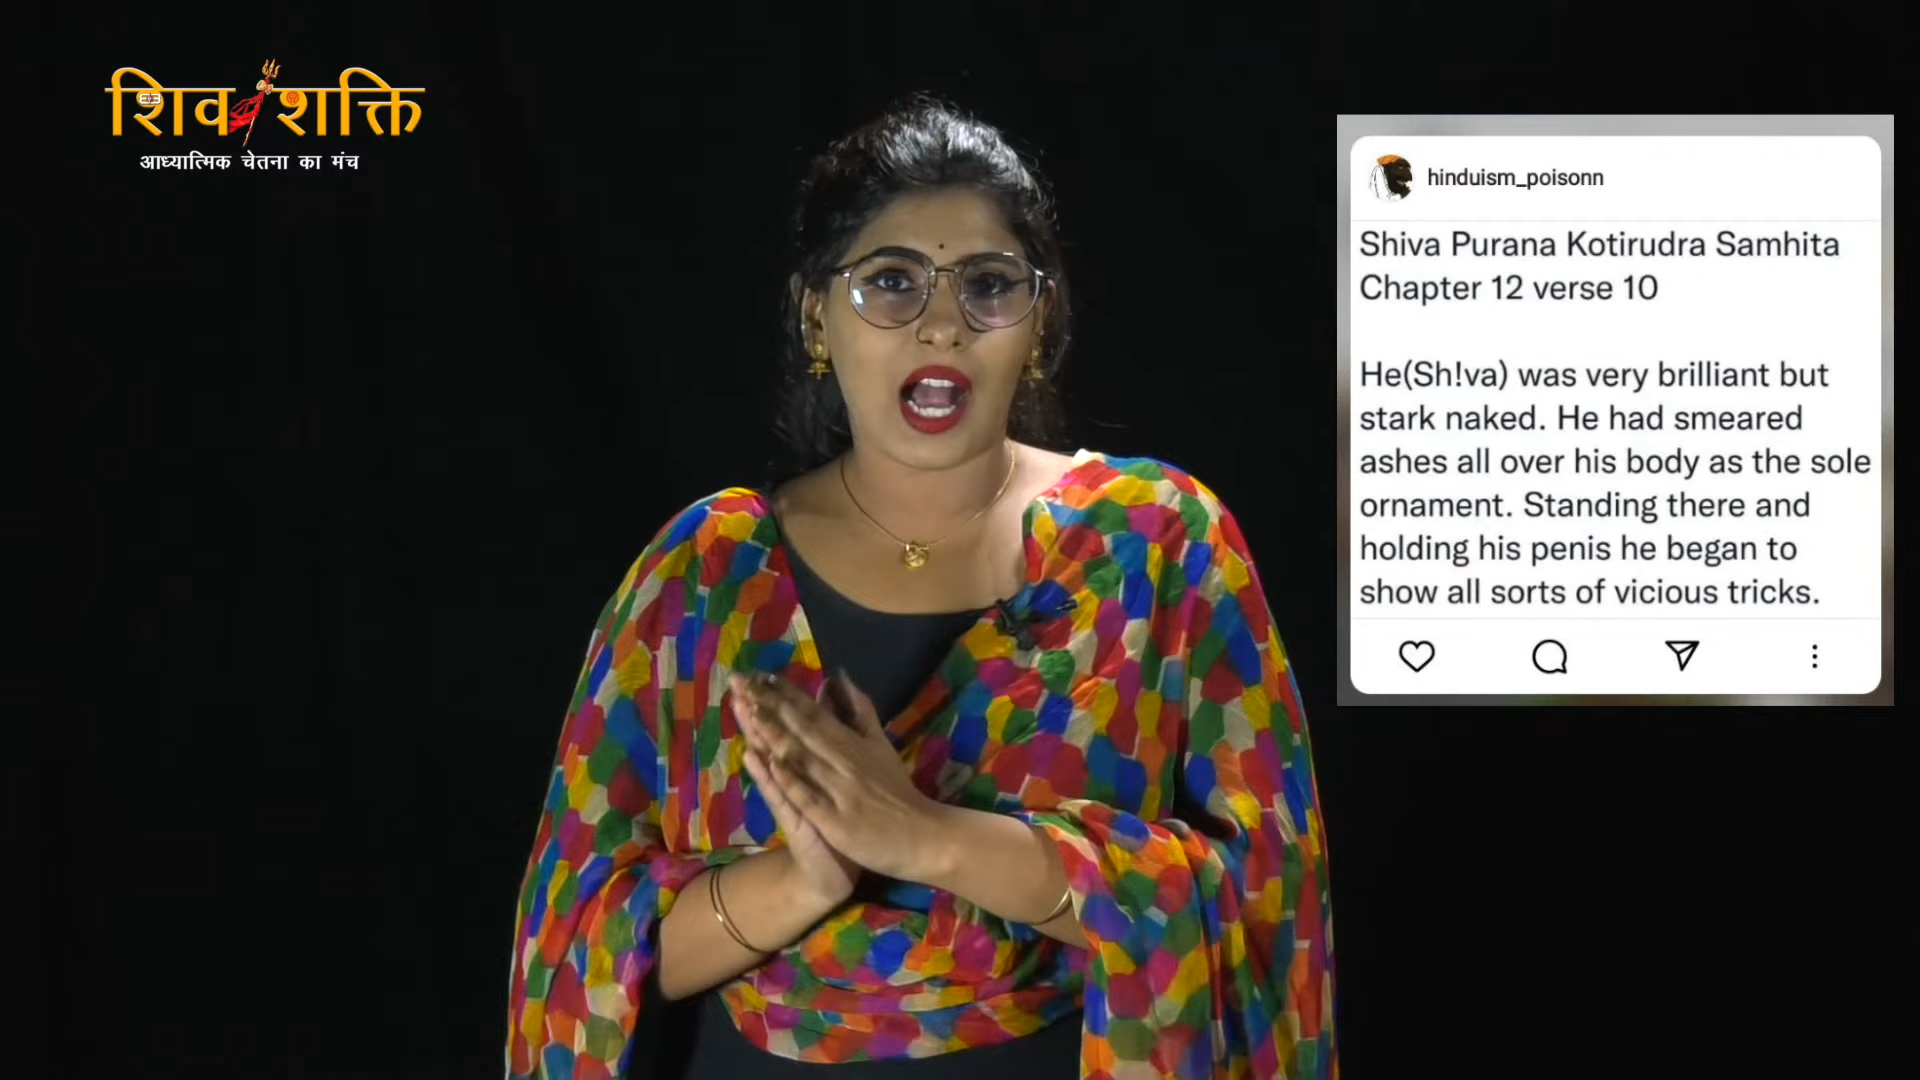 शिव शक्ति
आध्यात्मिक चेतना का मंच
hinduism_poisonn
Shiva Purana Kotirudra Samhita
Chapter 12 verse 10
He(Sh!va) was very brilliant but
stark naked. He had smeared
ashes all over his body as the sole
ornament. Standing there and
holding his penis he began to
show all sorts of vicious tricks.